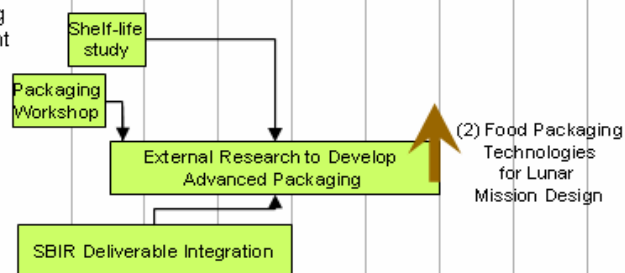 Shelf-life
study
Packaging
Workshop
External Research to Develop
Advanced Packaging
(2) Food Packaging
Technologies
for Lunar
Mission Design
SBIR Deliverable Integration